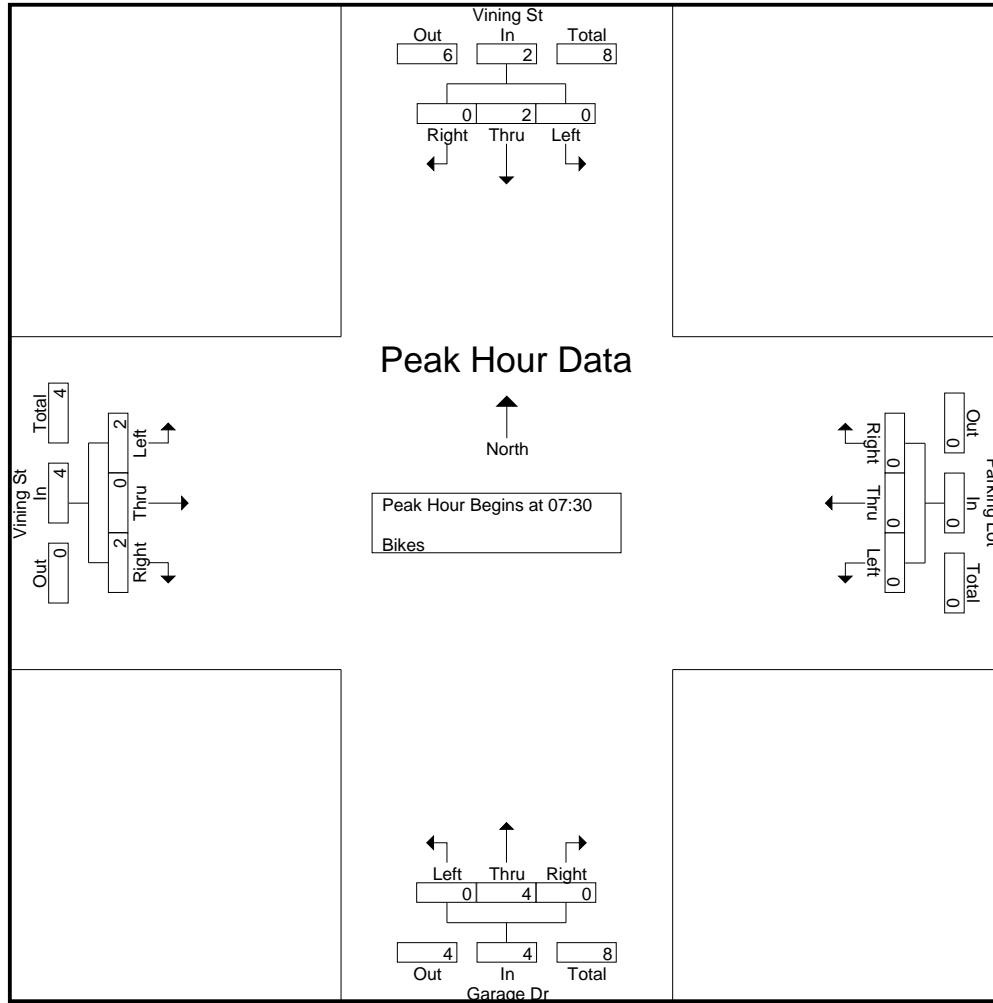 Vining St
Out In Total
6 2 8
0 2 0
Right Thru Left
Peak Hour Data
North
Peak Hour Begins at 07:30
Bikes
Vining St
Total In Out
4 4 0
2 0 2
Left Thru Right
Right Thru Left
0 0 0
Out In Total
0 0 0
Parking Lot
Left Thru Right
0 4 0
4 4 8
Out In Total
Garage Dr